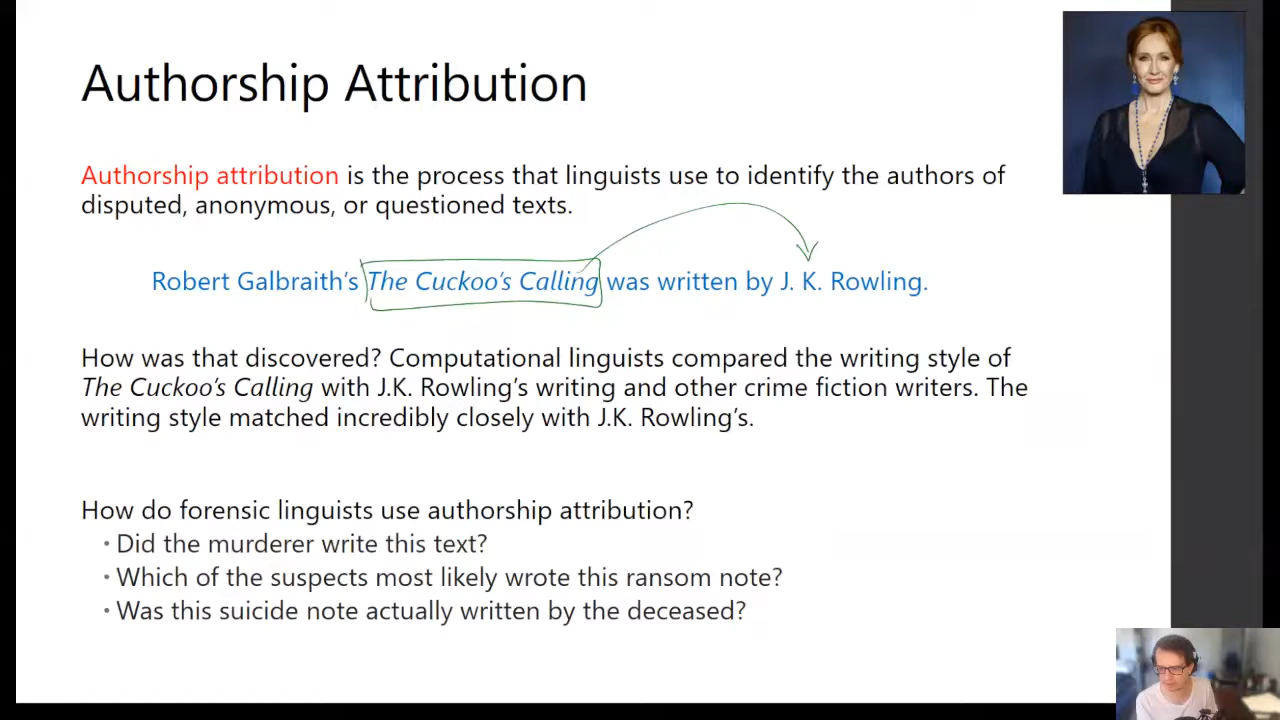 Authorship Attribution
Authorship attribution is the process that linguists use to identify the authors of
disputed, anonymous, or questioned texts.
Robert Galbraith’s The Cuckoo’s Calling was written by J. K. Rowling.
How was that discovered? Computational linguists compared the writing style of
The Cuckoo’s Calling with J.K. Rowling’s writing and other crime fiction writers. The
writing style matched incredibly closely with J.K. Rowling’s.
How do forensic linguists use authorship attribution?
• Did the murderer write this text?
• Which of the suspects most likely wrote this ransom note?
• Was this suicide note actually written by the deceased?